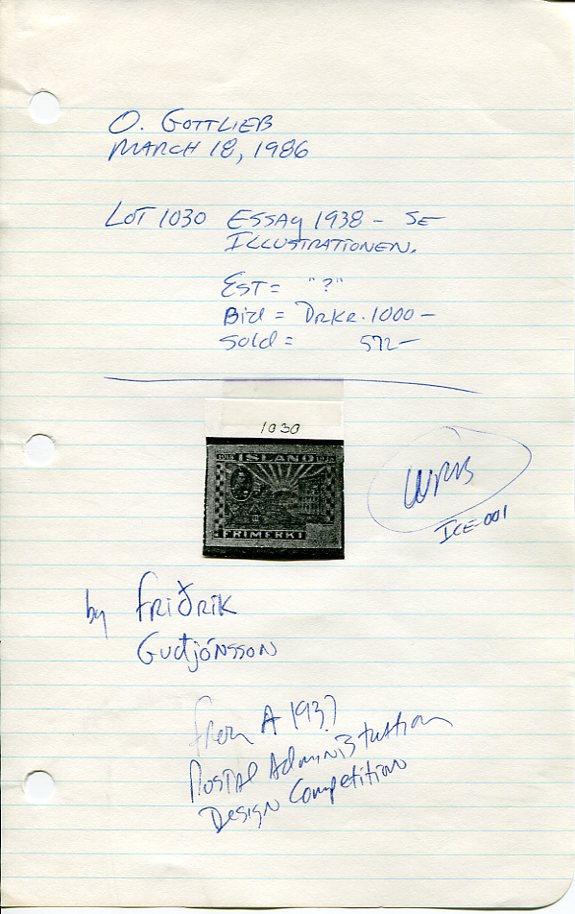 O. GOTTLIEB
MARCH 18, 1986
LOT 1030 ESSAY 1938 - SE
ILLUSTRATIONEN.
EST = "?"
Bid = DRKR. 1000 -
Sold = 572 -
1030
ISLAND
FRIMERKI
ICE-001
by FRIÐRIK
GUÐJÓNSSON
FROM A 1937
POSTAL ADMINISTRATION
DESIGN COMPETITION